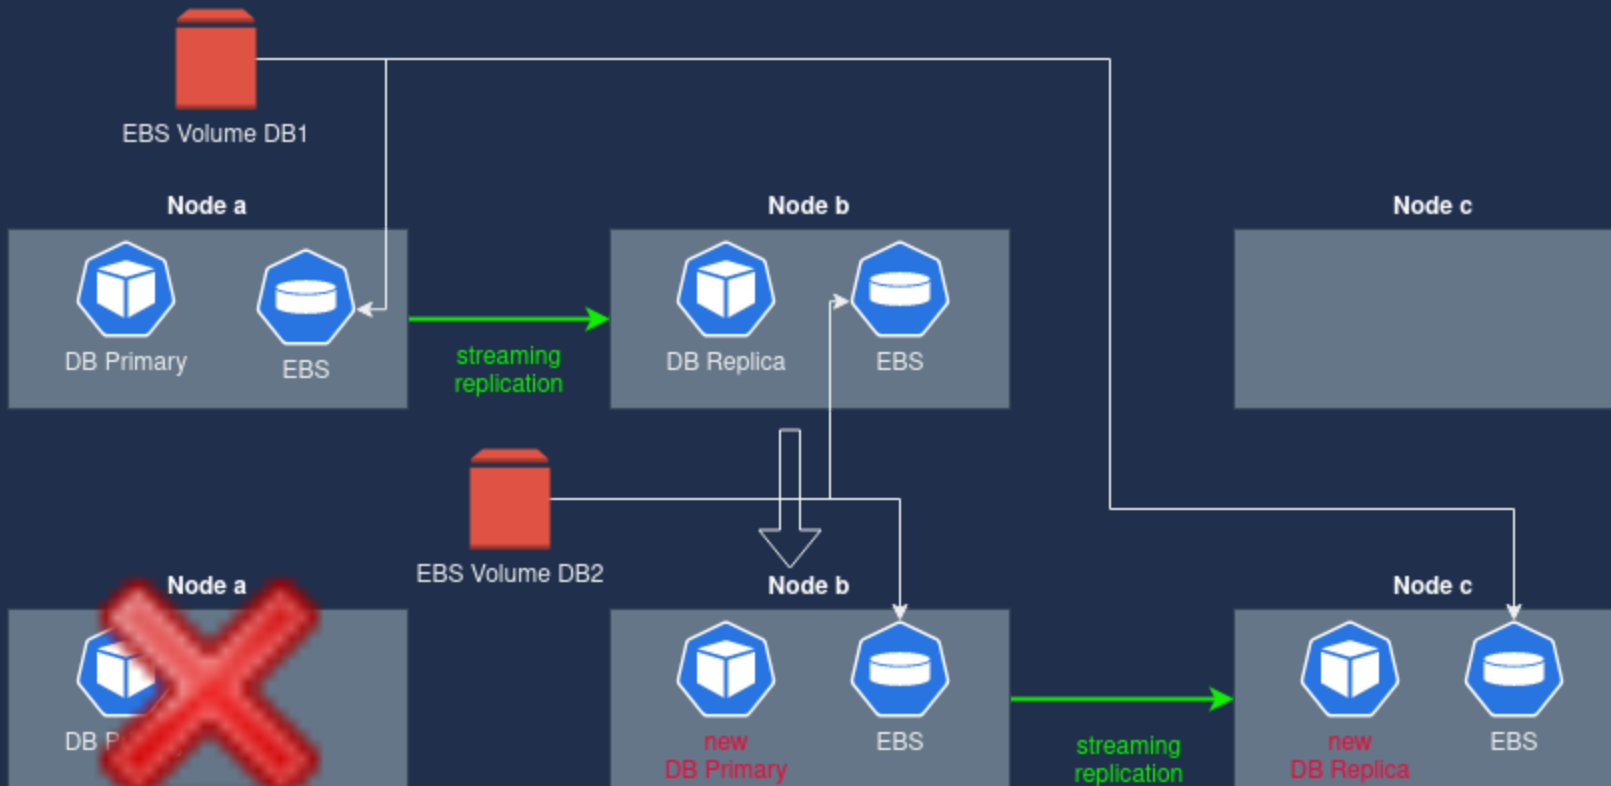 EBS Volume DB1
Node a
Node b
Node c
DB Primary
EBS
streaming
replication
DB Replica
EBS
EBS Volume DB2
Node a
Node b
Node c
DB
new
DB Primary
EBS
streaming
replication
new
DB Replica
EBS